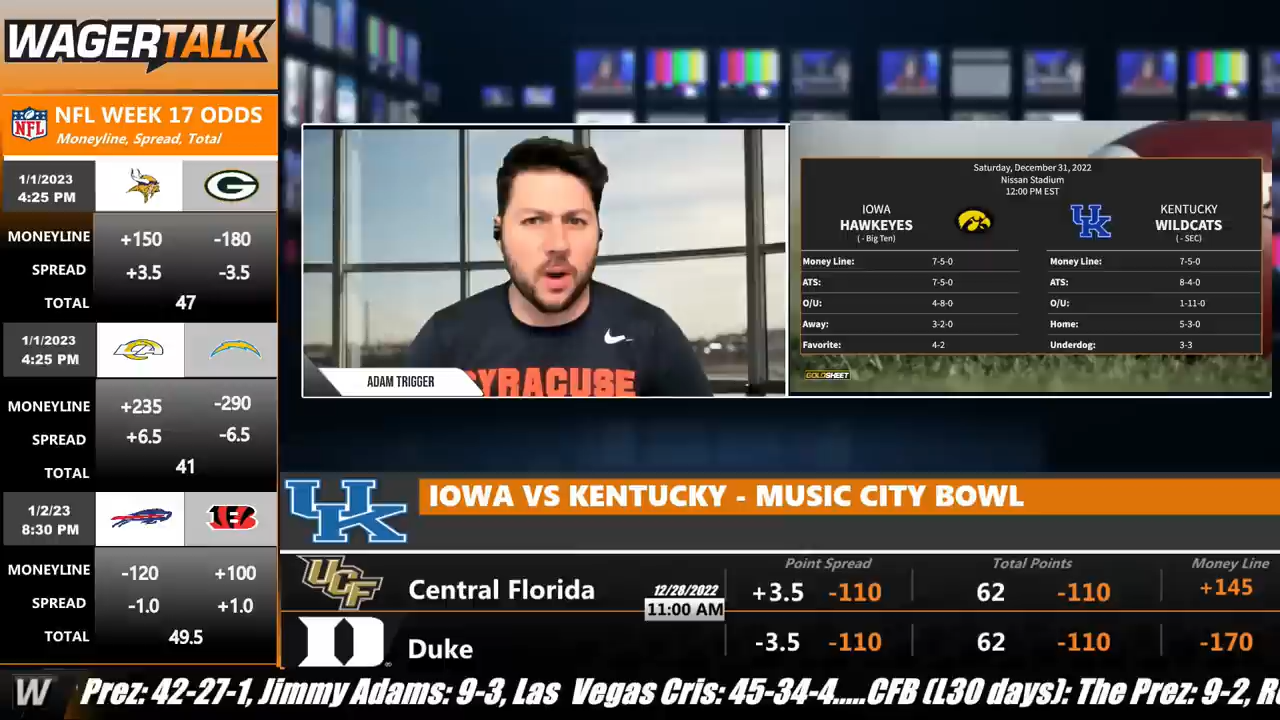 WAGERTALK
NFL
NFL WEEK 17 ODDS
Moneyline, Spread, Total
1/1/2023
4:25 PM
G
MONEYLINE +150 -180
SPREAD +3.5 -3.5
TOTAL 47
1/1/2023
4:25 PM
MONEYLINE +235 -290
SPREAD +6.5 -6.5
TOTAL 41
1/2/23
8:30 PM
MONEYLINE -120 +100
SPREAD -1.0 +1.0
TOTAL 49.5
SYRACUSE
ADAM TRIGGER
Saturday, December 31, 2022
Nissan Stadium
12:00 PM EST
IOWA
HAWKEYES
( - Big Ten)
UK
KENTUCKY
WILDCATS
( - SEC)
Money Line: 7-5-0 Money Line: 7-5-0
ATS: 7-5-0 ATS: 8-4-0
O/U: 4-8-0 O/U: 1-11-0
Away: 3-2-0 Home: 5-3-0
Favorite: 4-2 Underdog: 3-3
GOLDSHEET
UK
IOWA VS KENTUCKY - MUSIC CITY BOWL
Point Spread Total Points Money Line
UCF Central Florida +3.5 -110 62 -110 +145
12/28/2022
11:00 AM
D Duke -3.5 -110 62 -110 -170
W Prez: 42-27-1, Jimmy Adams: 9-3, Las Vegas Cris: 45-34-4.....CFB (L30 days): The Prez: 9-2, R